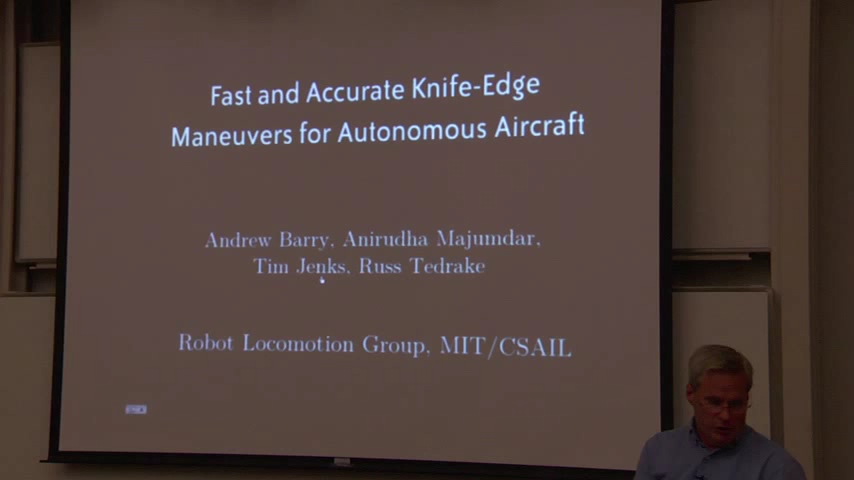 Fast and Accurate Knife-Edge
Maneuvers for Autonomous Aircraft
Andrew Barry, Anirudha Majumdar,
Tim Jenks, Russ Tedrake
Robot Locomotion Group, MIT/CSAIL